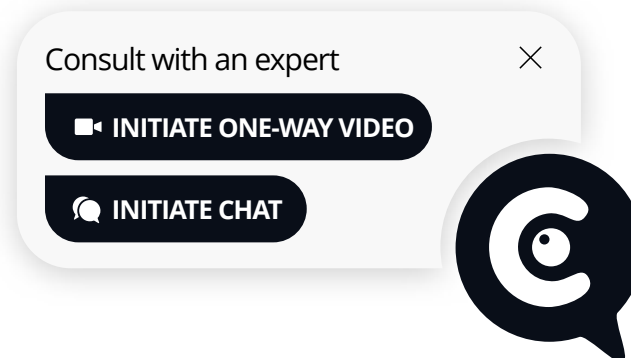 Consult with an expert
INITIATE ONE-WAY VIDEO
INITIATE CHAT